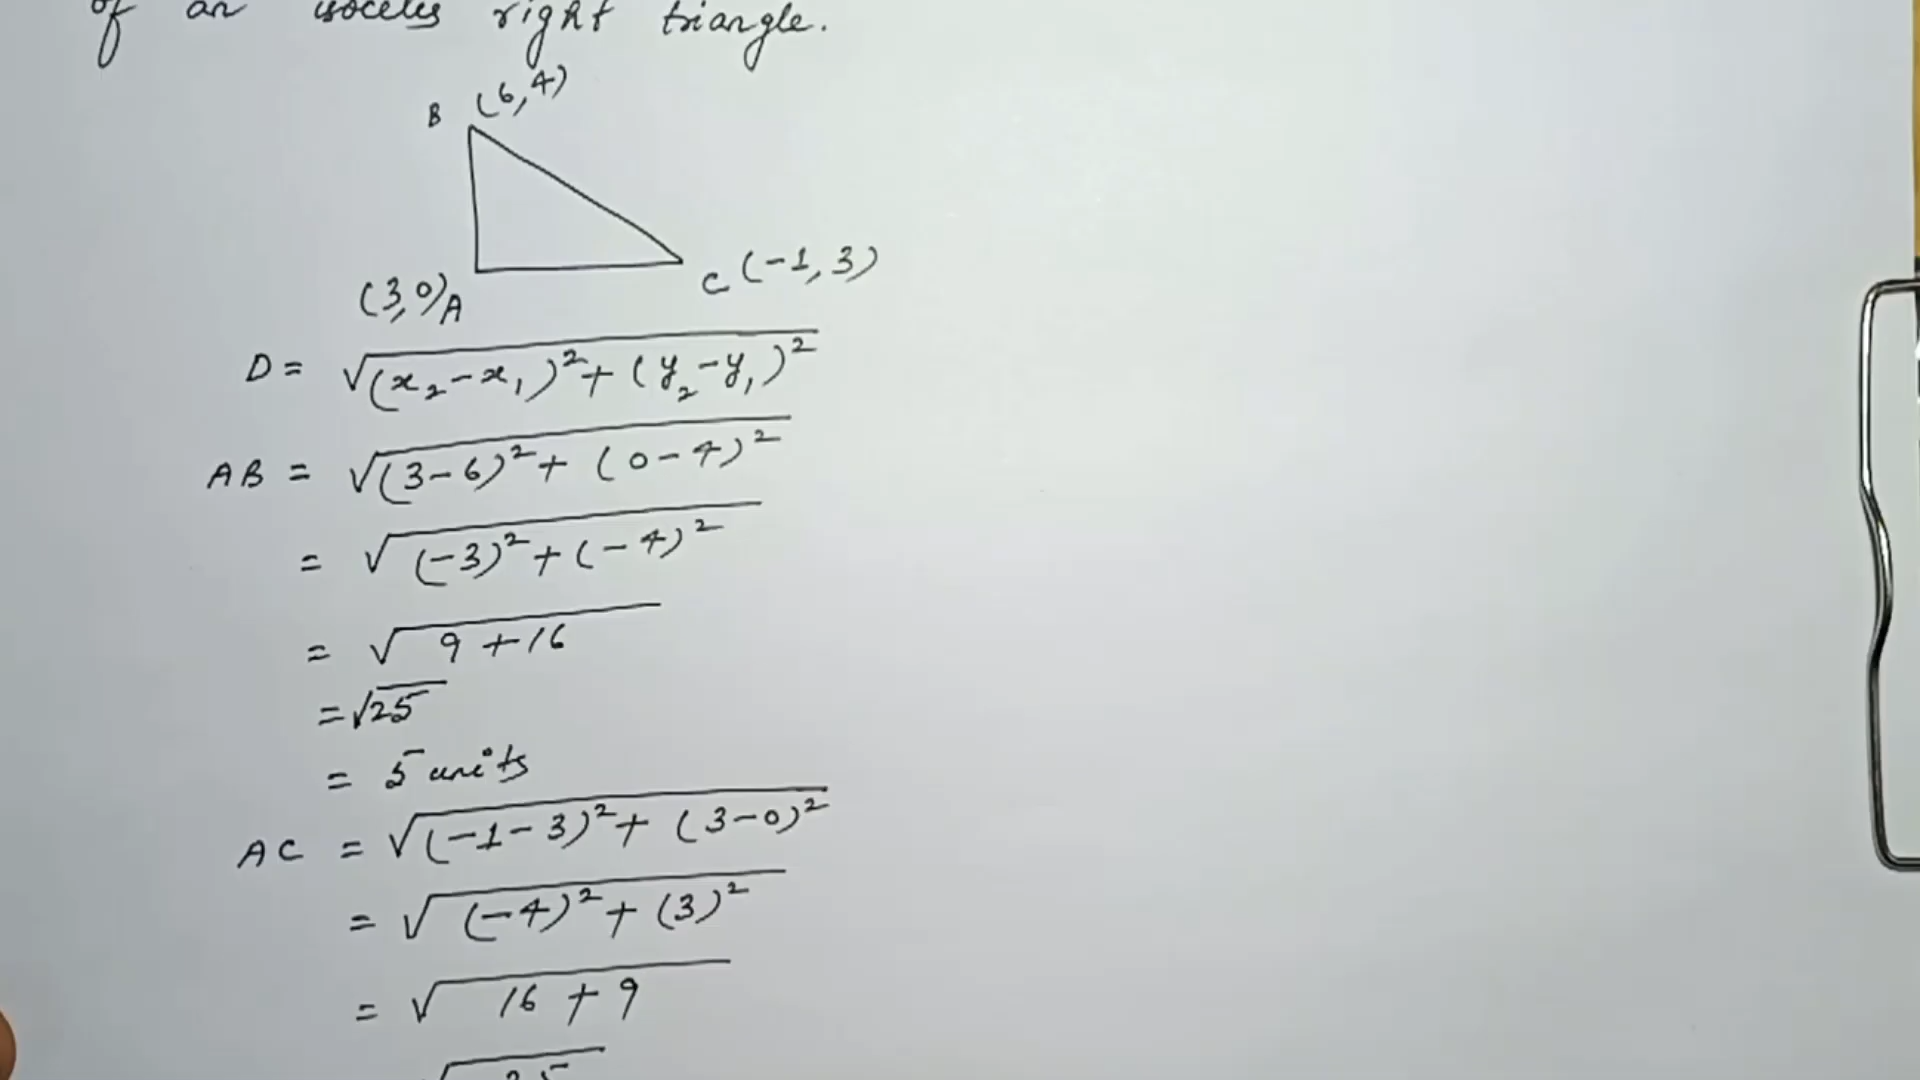 of an isoceles right triangle.
B (6,4)
(3,0) A
C (-1,3)
D = √(x₂-x₁)²+(y₂-y₁)²
AB = √(3-6)²+(0-4)²
= √(-3)²+(-4)²
= √9+16
= √25
= 5 units
AC = √(-1-3)²+(3-0)²
= √(-4)²+(3)²
= √16+9
√25